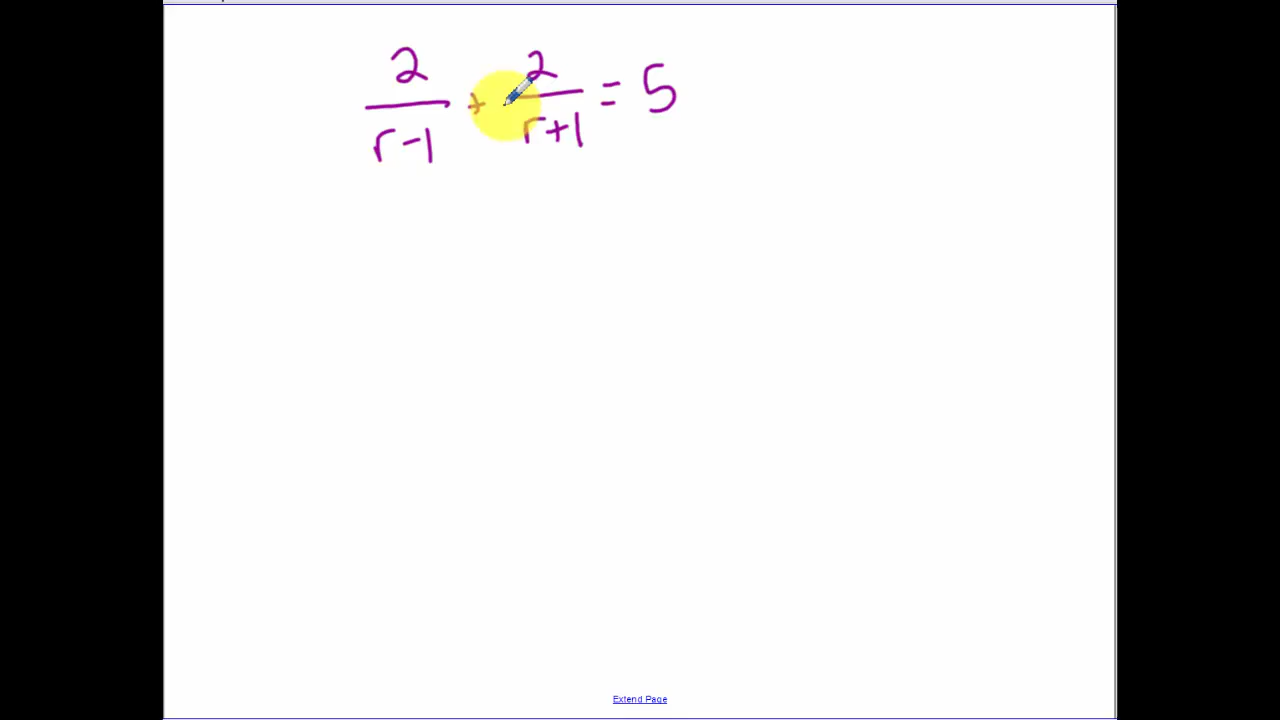 2/(r-1) + 2/(r+1) = 5
Extend Page